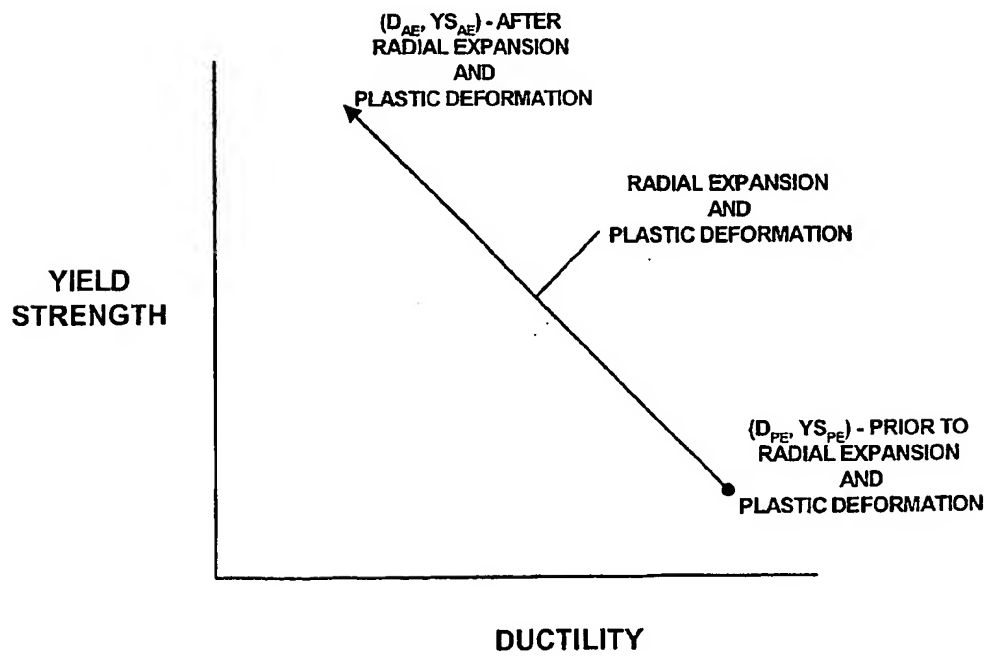 (D_AE, YS_AE) - AFTER
RADIAL EXPANSION
AND
PLASTIC DEFORMATION
RADIAL EXPANSION
AND
PLASTIC DEFORMATION
YIELD
STRENGTH
(D_PE, YS_PE) - PRIOR TO
RADIAL EXPANSION
AND
PLASTIC DEFORMATION
DUCTILITY